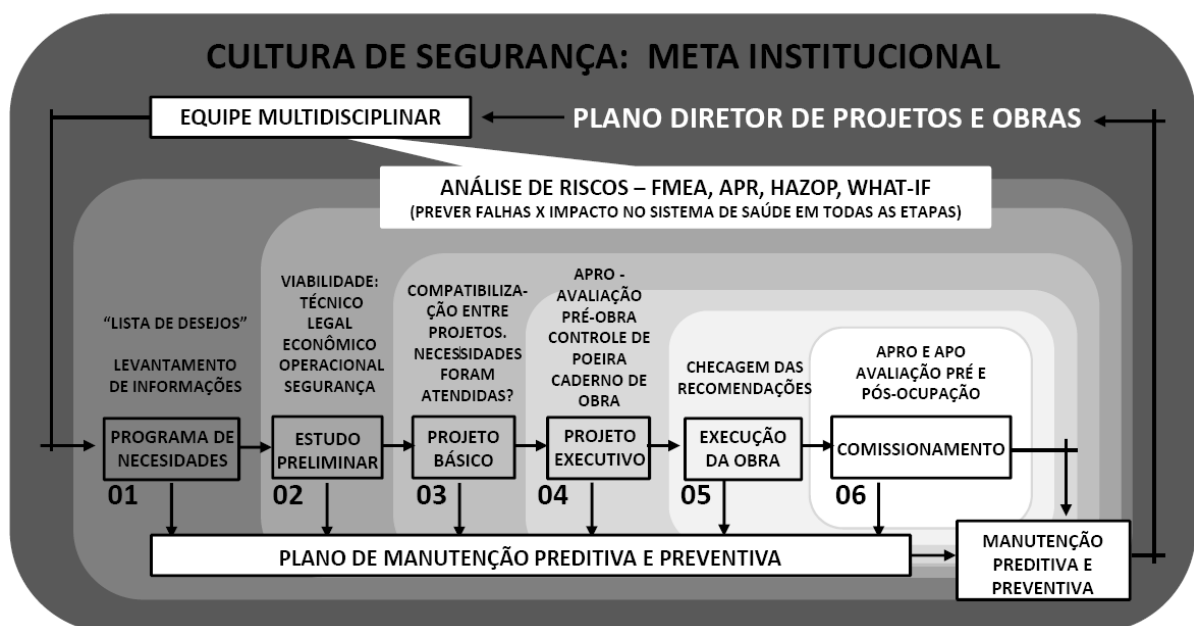 CULTURA DE SEGURANÇA: META INSTITUCIONAL
EQUIPE MULTIDISCIPLINAR
PLANO DIRETOR DE PROJETOS E OBRAS
ANÁLISE DE RISCOS – FMEA, APR, HAZOP, WHAT-IF
(PREVER FALHAS X IMPACTO NO SISTEMA DE SAÚDE EM TODAS AS ETAPAS)
“LISTA DE DESEJOS”
LEVANTAMENTO
DE INFORMAÇÕES
PROGRAMA DE
NECESIDADES
01
VIABILIDADE:
TÉCNICO
LEGAL
ECONÔMICO
OPERACIONAL
SEGURANÇA
ESTUDO
PRELIMINAR
02
COMPATIBILIZA-
ÇÃO ENTRE
PROJETOS.
NECESSIDADES
FORAM
ATENDIDAS?
PROJETO
BÁSICO
03
APRO -
AVALIAÇÃO
PRÉ-OBRA
CONTROLE DE
POEIRA
CADERNO DE
OBRA
PROJETO
EXECUTIVO
04
CHECAGEM DAS
RECOMENDAÇÕES
EXECUÇÃO
DA OBRA
05
APRO E APO
AVALIAÇÃO PRÉ E
PÓS-OCUPAÇÃO
COMISSIONAMENTO
06
PLANO DE MANUTENÇÃO PREDITIVA E PREVENTIVA
MANUTENÇÃO
PREDITIVA E
PREVENTIVA